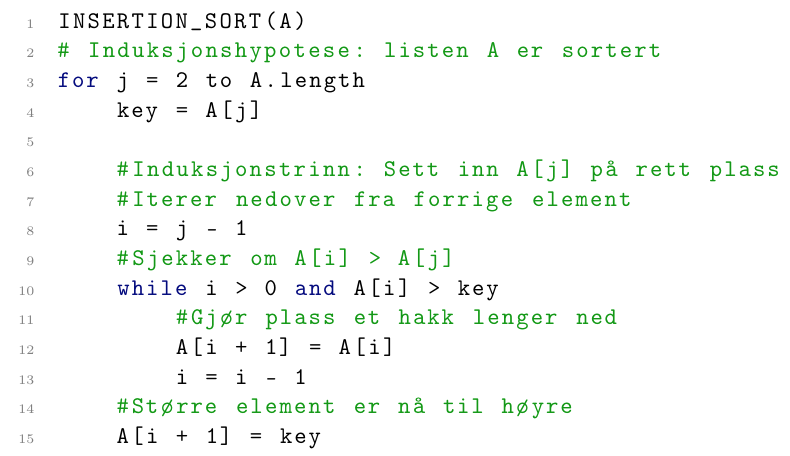 1 INSERTION_SORT(A)
2 # Induksjonshypotese: listen A er sortert
3 for j = 2 to A.length
4     key = A[j]
5
6     #Induksjonstrinn: Sett inn A[j] på rett plass
7     #Iterer nedover fra forrige element
8     i = j - 1
9     #Sjekker om A[i] > A[j]
10     while i > 0 and A[i] > key
11         #Gjør plass et hakk lenger ned
12         A[i + 1] = A[i]
13         i = i - 1
14     #Større element er nå til høyre
15     A[i + 1] = key